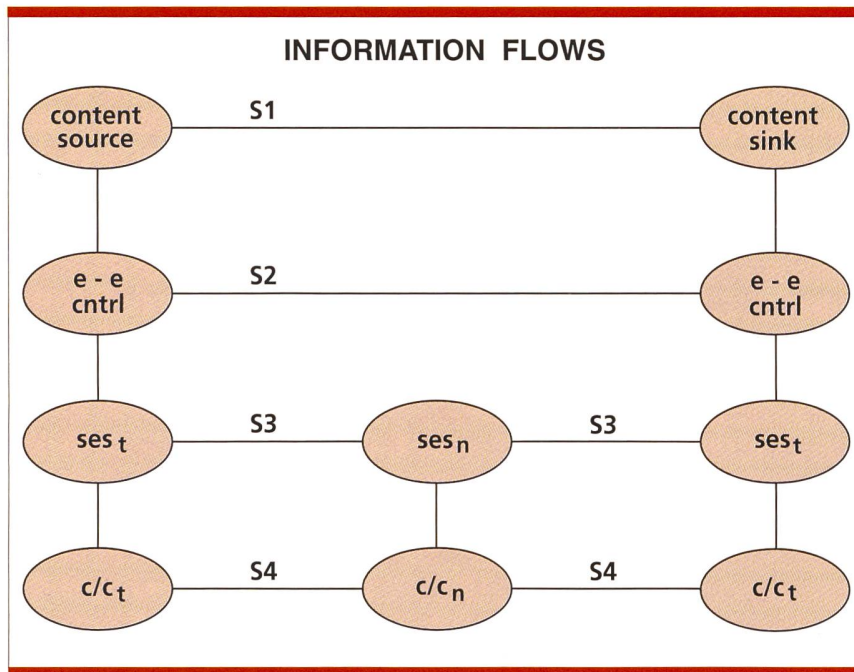 INFORMATION FLOWS
content
source
S1
content
sink
e - e
cntrl
S2
e - e
cntrl
ses t
S3
ses n
S3
ses t
c/c t
S4
c/c n
S4
c/c t